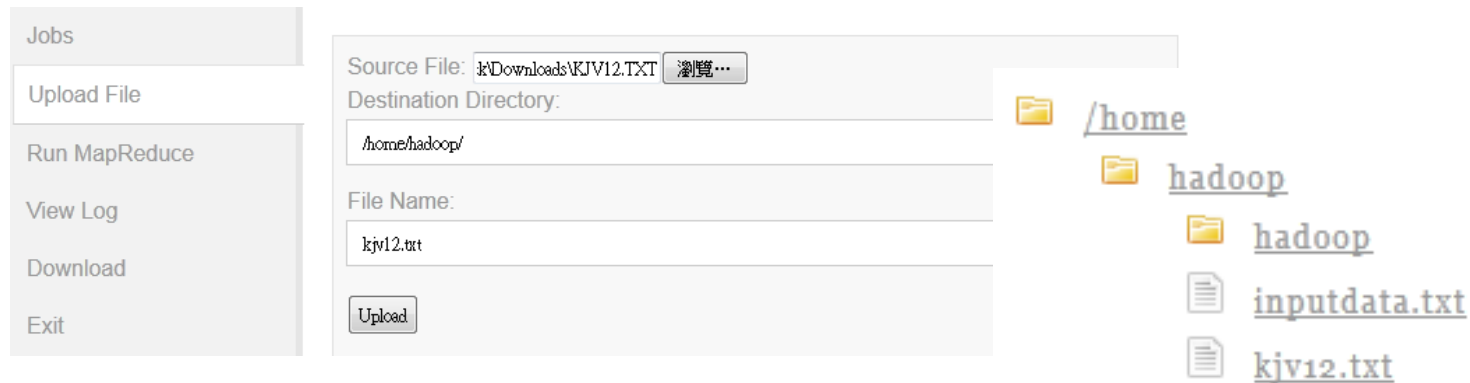 Jobs
Upload File
Run MapReduce
View Log
Download
Exit
Source File: k\Downloads\KJV12.TXT 瀏覽…
Destination Directory:
/home/hadoop/
File Name:
kjv12.txt
Upload
/home
hadoop
hadoop
inputdata.txt
kjv12.txt